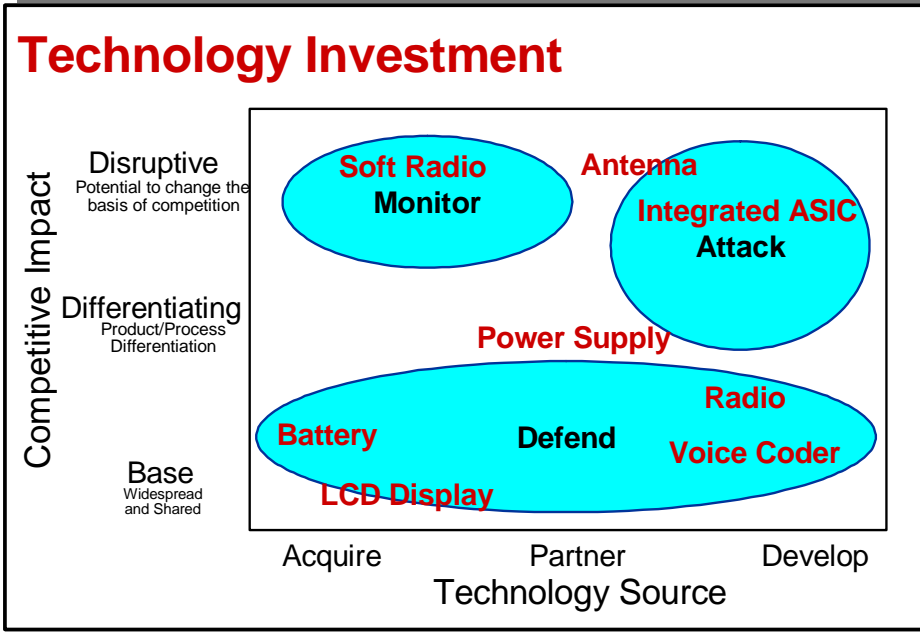 Technology Investment
Competitive Impact
Disruptive
Potential to change the
basis of competition
Differentiating
Product/Process
Differentiation
Base
Widespread
and Shared
Soft Radio
Monitor
Antenna
Integrated ASIC
Attack
Power Supply
Radio
Battery
Defend
Voice Coder
LCD Display
Acquire
Partner
Develop
Technology Source